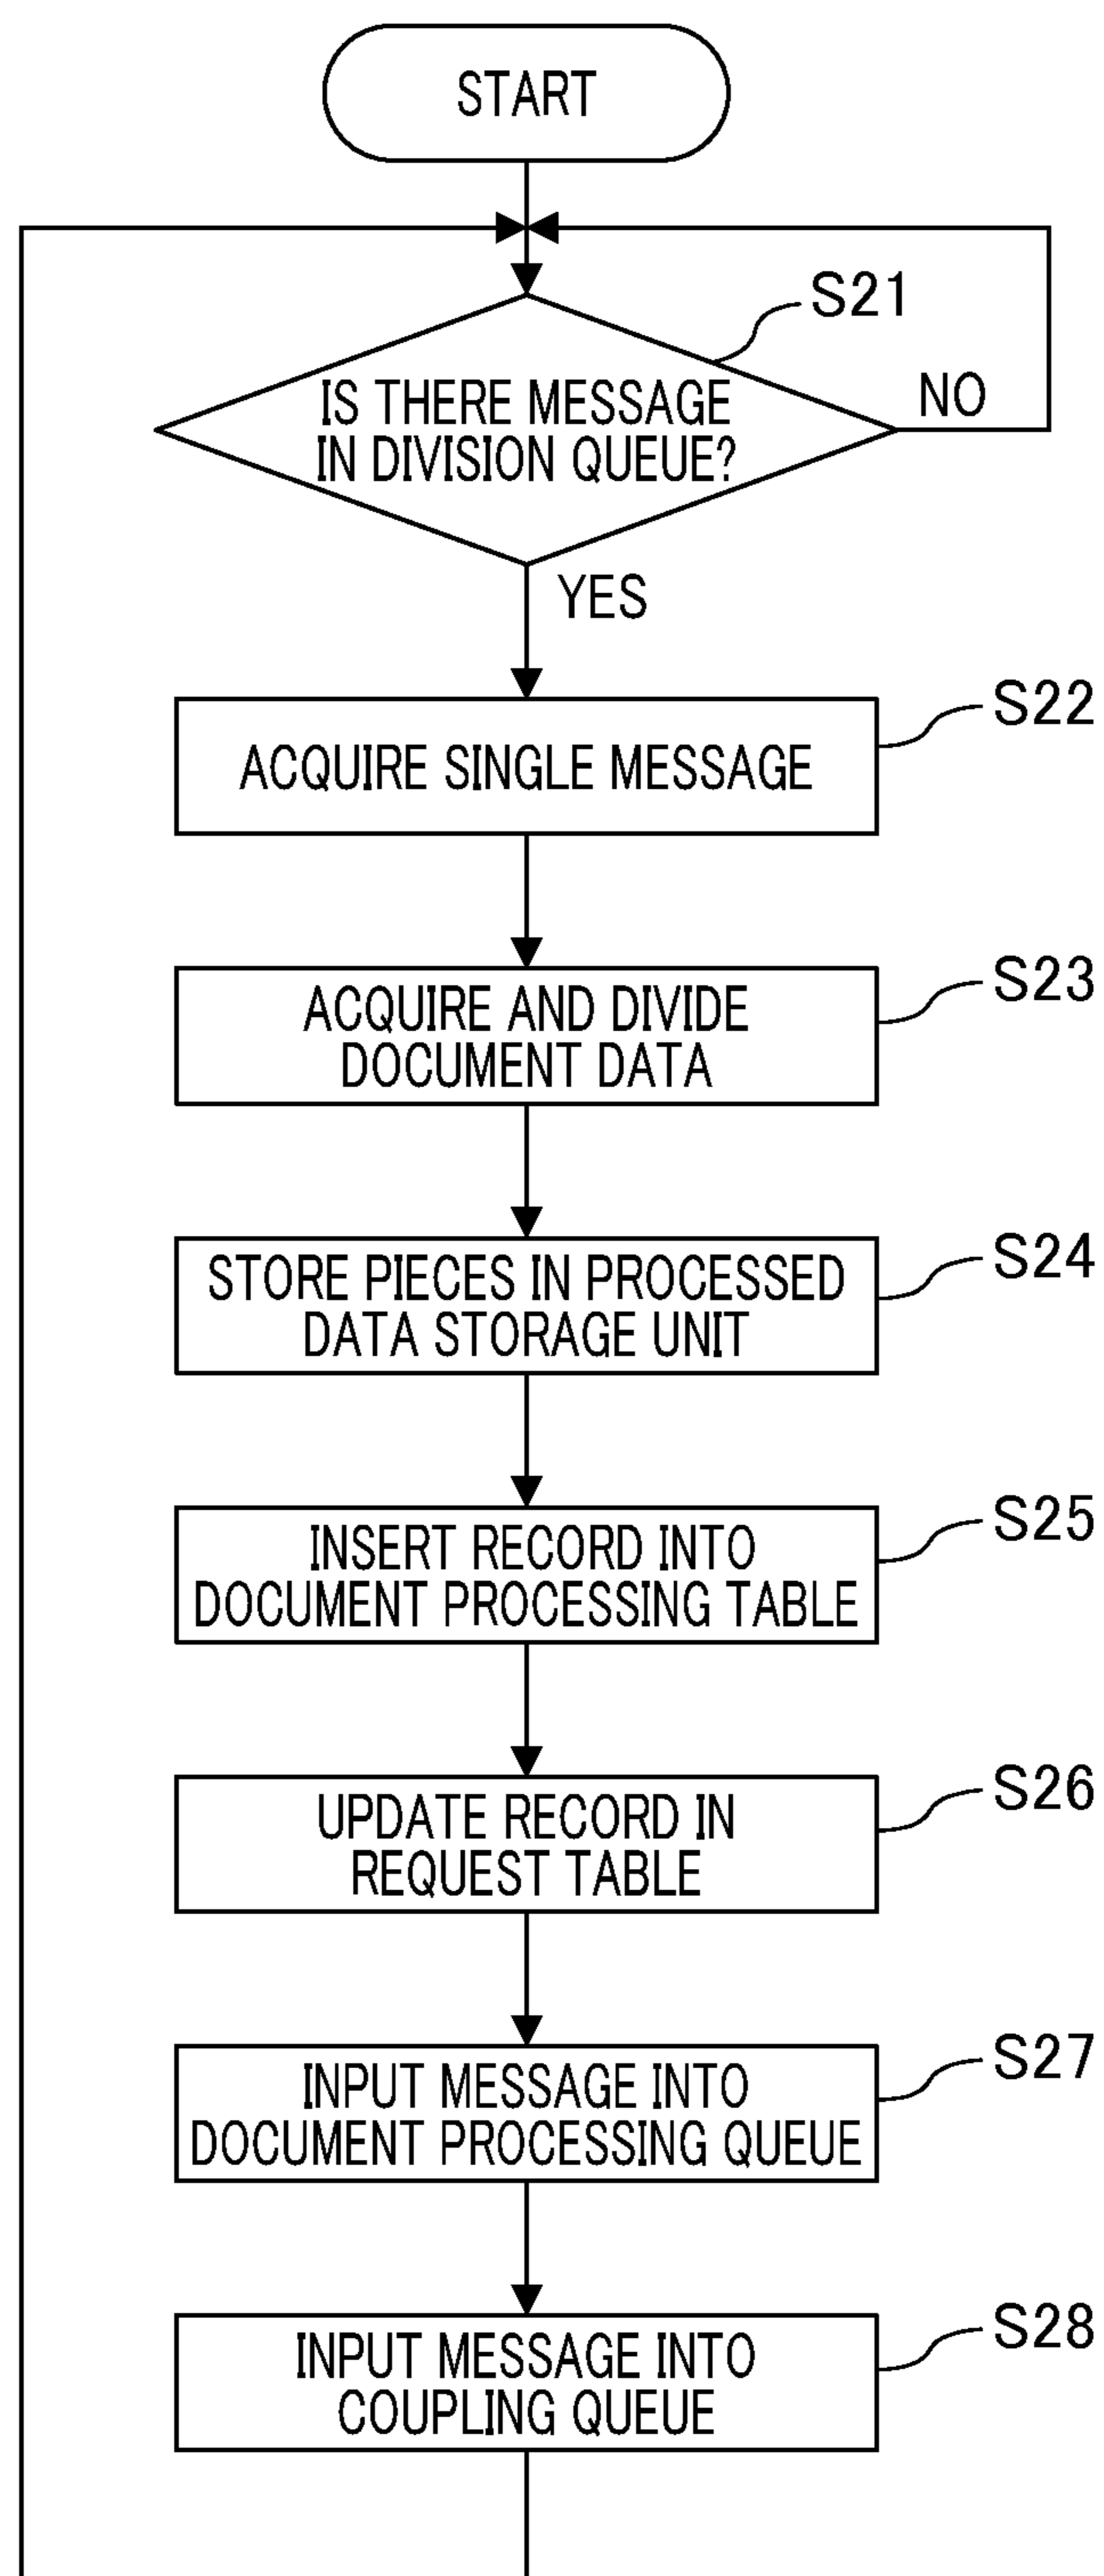 START
S21
IS THERE MESSAGE
IN DIVISION QUEUE?
NO
YES
S22
ACQUIRE SINGLE MESSAGE
S23
ACQUIRE AND DIVIDE
DOCUMENT DATA
S24
STORE PIECES IN PROCESSED
DATA STORAGE UNIT
S25
INSERT RECORD INTO
DOCUMENT PROCESSING TABLE
S26
UPDATE RECORD IN
REQUEST TABLE
S27
INPUT MESSAGE INTO
DOCUMENT PROCESSING QUEUE
S28
INPUT MESSAGE INTO
COUPLING QUEUE